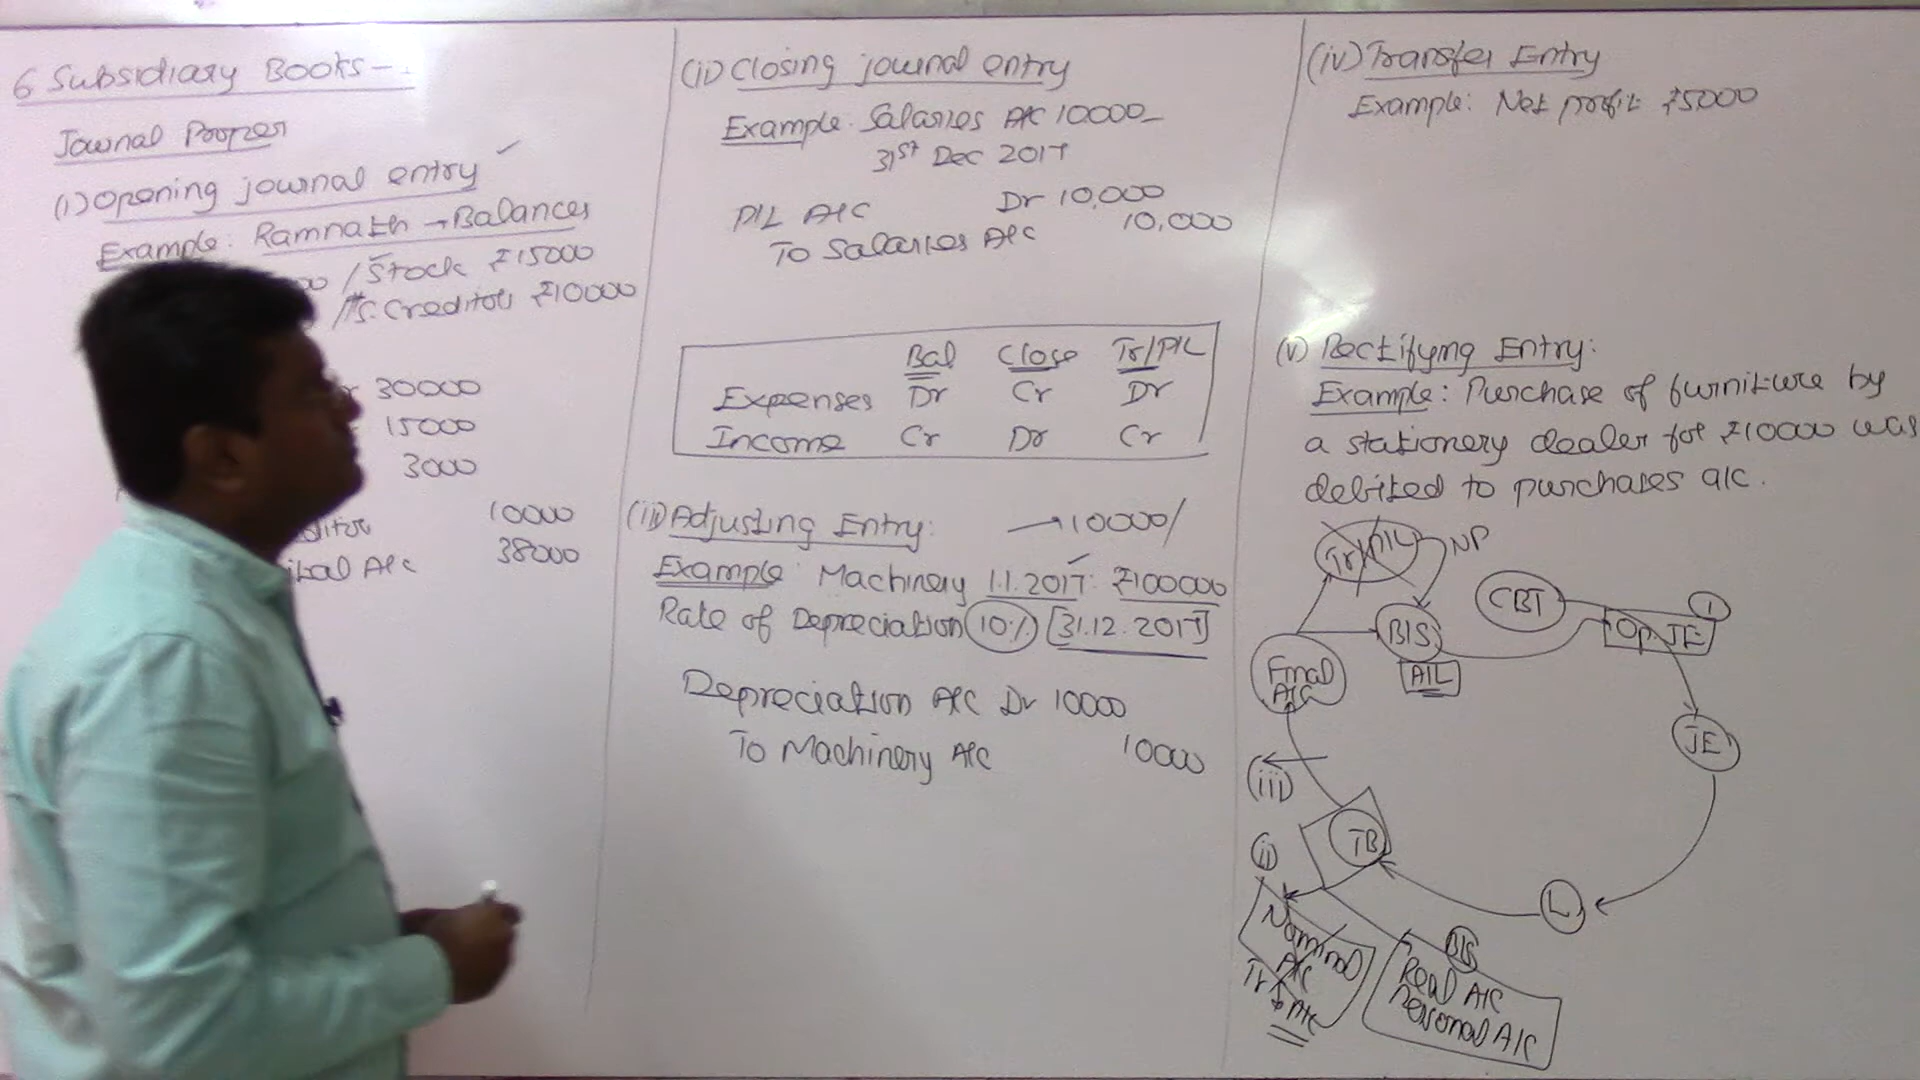 6 Subsidiary Books-
Journal Proper
(i) Opening journal entry
Example: Ramnath → Balances
/Stock ₹15000
/S. Creditors ₹10000
30000
15000
3000
10000
A/c 38000
(ii) Closing journal entry
Example: Salaries A/c 10000
31st Dec 2017
P/L A/c Dr 10,000
To Salaries A/c 10,000
Bal Close Tr/P/L
Expenses Dr Cr Dr
Income Cr Dr Cr
(iii) Adjusting Entry: → 10000/
Example: Machinery 1.1.2017: ₹100000
Rate of Depreciation 10% [31.12.2017]
Depreciation A/c Dr 10000
To Machinery A/c 10000
(iv) Transfer Entry
Example: Net profit ₹5000
(v) Rectifying Entry:
Example: Purchase of furniture by
a stationery dealer for ₹10000 was
debited to purchases a/c.
Tr/P/L NP
CBT
1
B/S
Op. JE
Final
A/c
A/L
JE
(iii)
TB
(ii)
L
Nominal
A/c
B/S
Real A/c
Personal A/c